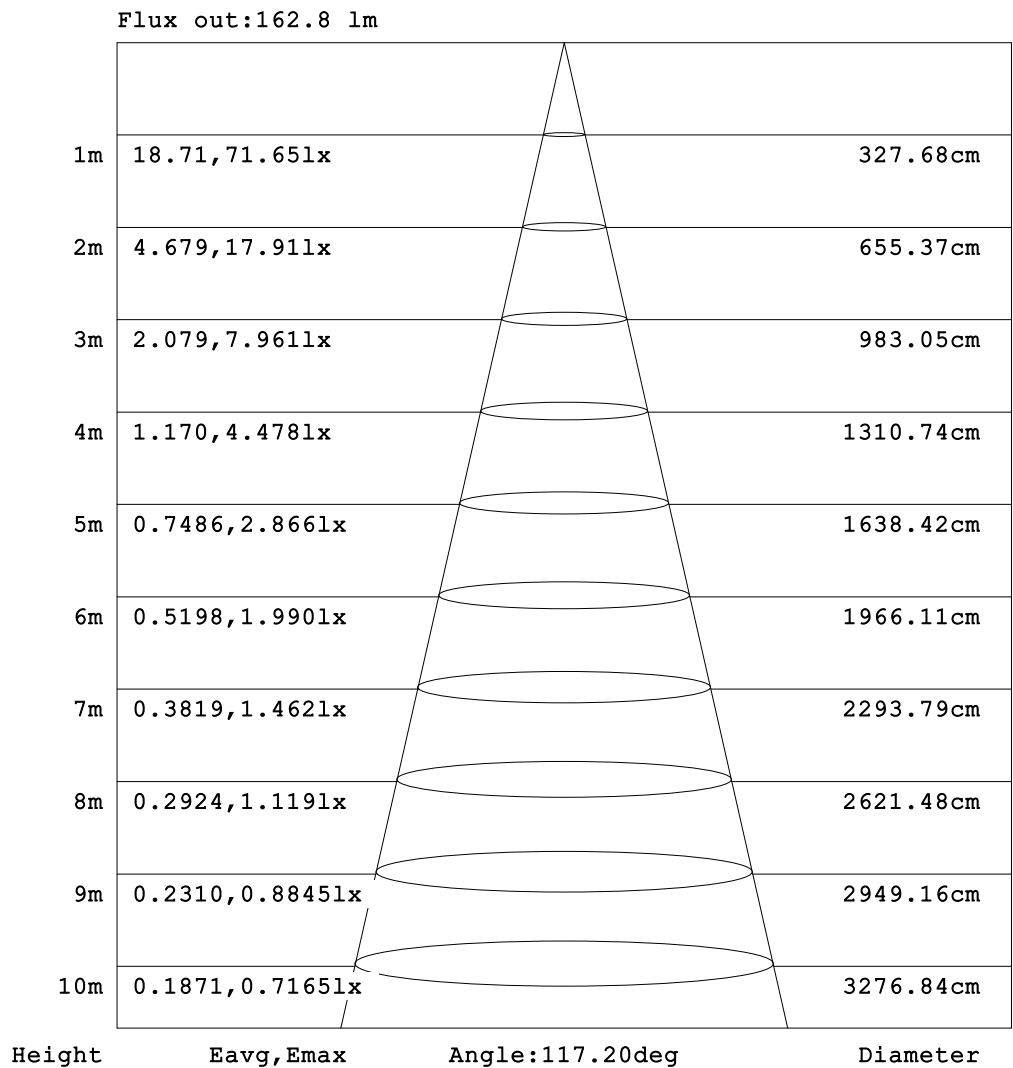 Flux out:162.8 lm
1m 18.71,71.65lx 327.68cm
2m 4.679,17.91lx 655.37cm
3m 2.079,7.961lx 983.05cm
4m 1.170,4.478lx 1310.74cm
5m 0.7486,2.866lx 1638.42cm
6m 0.5198,1.990lx 1966.11cm
7m 0.3819,1.462lx 2293.79cm
8m 0.2924,1.119lx 2621.48cm
9m 0.2310,0.8845lx 2949.16cm
10m 0.1871,0.7165lx 3276.84cm
Height Eavg,Emax Angle:117.20deg Diameter